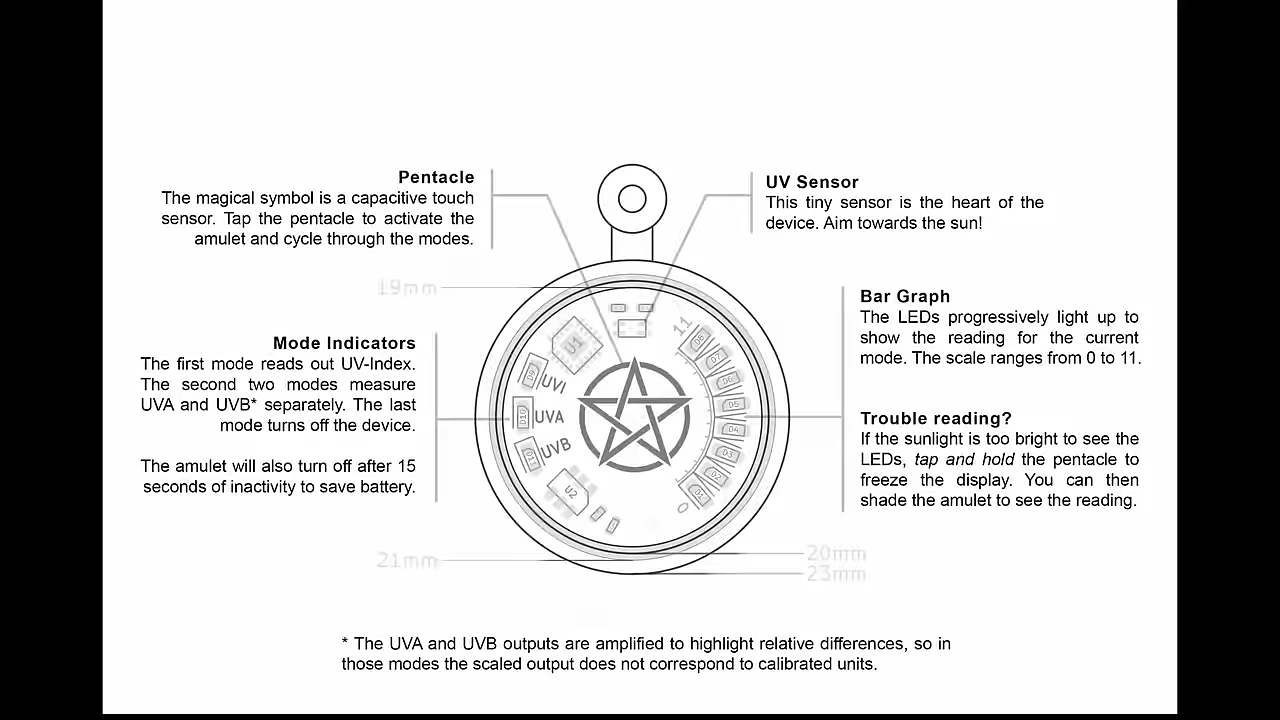 Pentacle
The magical symbol is a capacitive touch
sensor. Tap the pentacle to activate the
amulet and cycle through the modes.
UV Sensor
This tiny sensor is the heart of the
device. Aim towards the sun!
19mm
Bar Graph
The LEDs progressively light up to
show the reading for the current
mode. The scale ranges from 0 to 11.
Mode Indicators
The first mode reads out UV-Index.
The second two modes measure
UVA and UVB* separately. The last
mode turns off the device.
The amulet will also turn off after 15
seconds of inactivity to save battery.
U1
D9
UVI
D10
UVA
D11
UVB
U2
11
D8
D7
D6
D5
D4
D3
D2
D1
0
Trouble reading?
If the sunlight is too bright to see the
LEDs, tap and hold the pentacle to
freeze the display. You can then
shade the amulet to see the reading.
21mm
20mm
23mm
* The UVA and UVB outputs are amplified to highlight relative differences, so in
those modes the scaled output does not correspond to calibrated units.